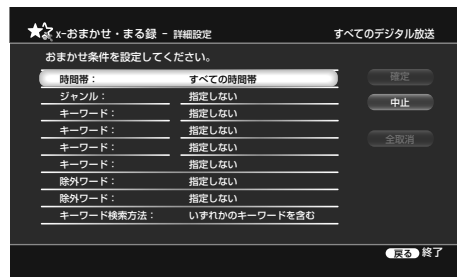 x-おまかせ・まる録 - 詳細設定
すべてのデジタル放送
おまかせ条件を設定してください。
時間帯： すべての時間帯
確定
ジャンル： 指定しない
中止
キーワード： 指定しない
キーワード： 指定しない
全取消
キーワード： 指定しない
キーワード： 指定しない
除外ワード： 指定しない
除外ワード： 指定しない
キーワード検索方法： いずれかのキーワードを含む
戻る 終了